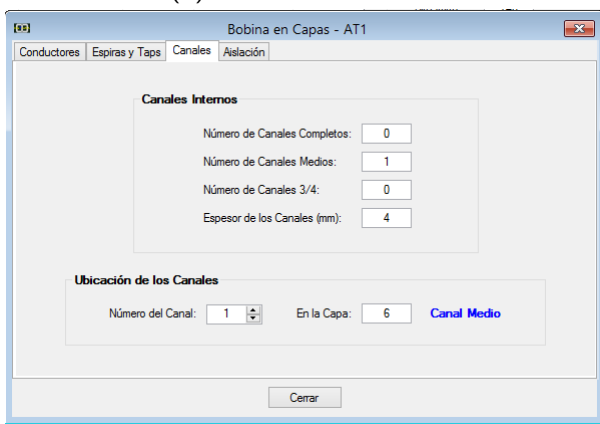 Bobina en Capas - AT1
Conductores Espiras y Taps Canales Aislación
Canales Internos
Número de Canales Completos: 0
Número de Canales Medios: 1
Número de Canales 3/4: 0
Espesor de los Canales (mm): 4
Ubicación de los Canales
Número del Canal: 1 En la Capa: 6 Canal Medio
Cerrar